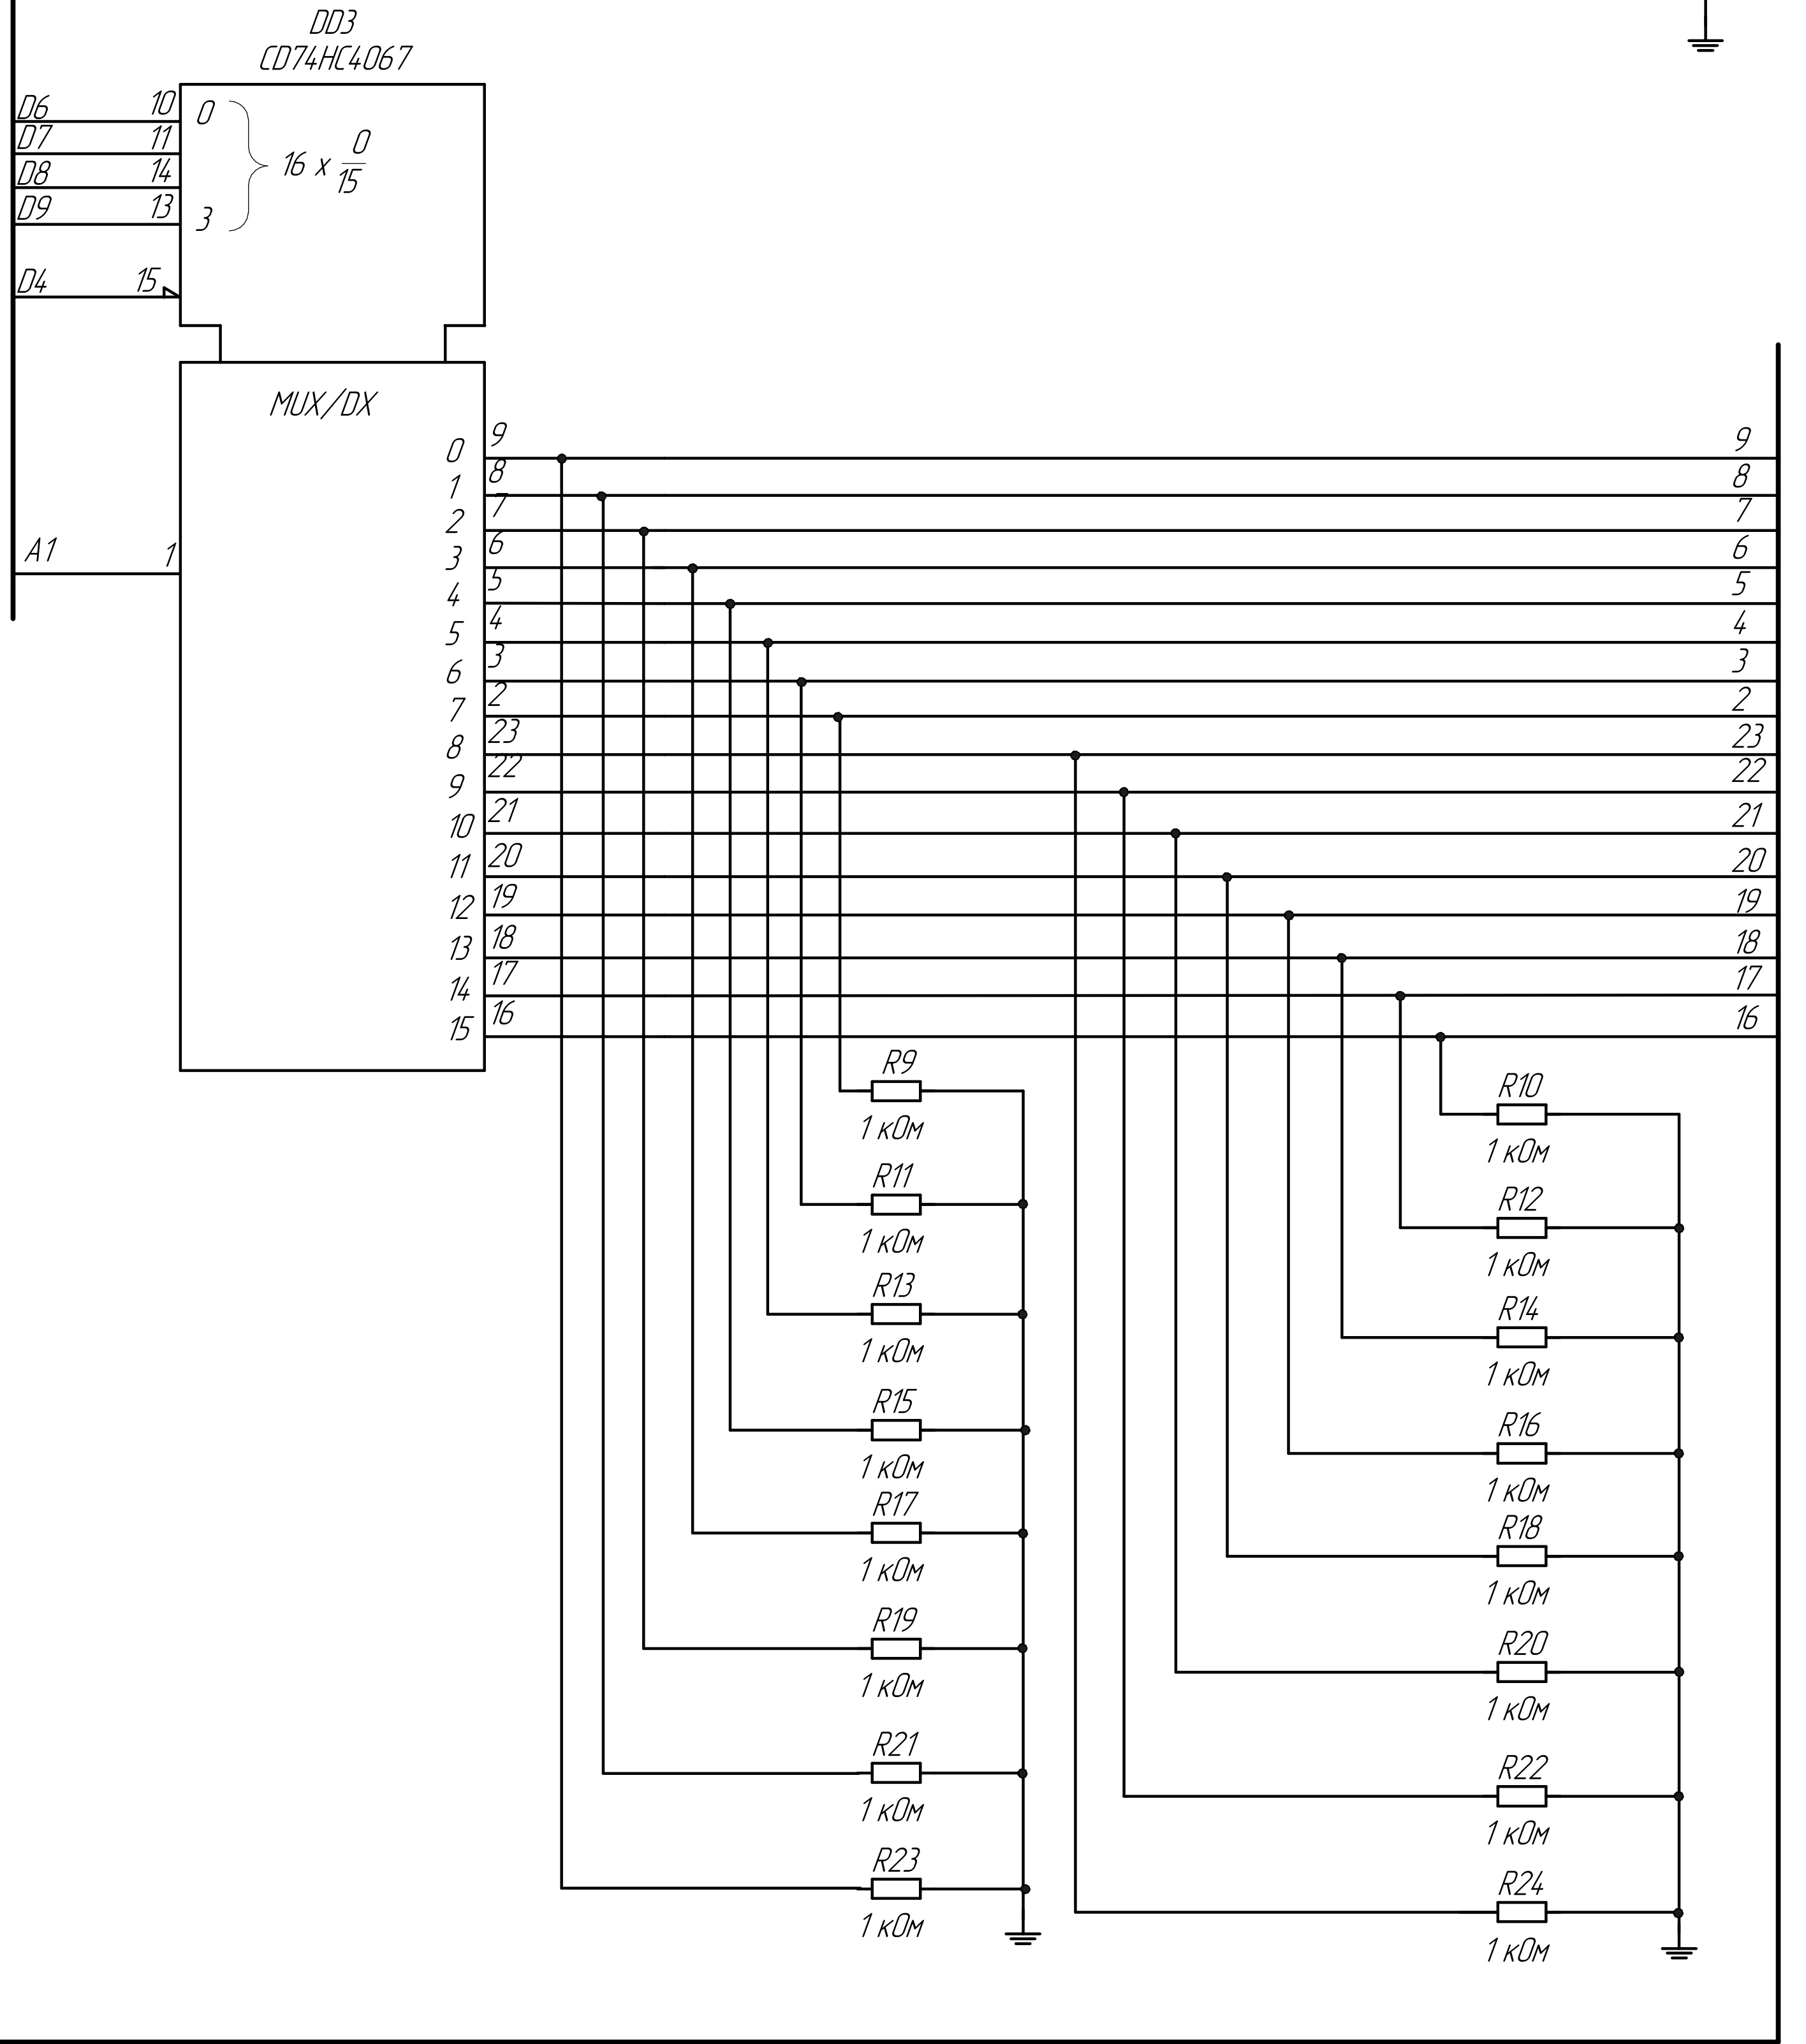 DD3
CD74HC4067
D6 10 0
D7 11
16 x 0
15
D8 14
D9 13 3
D4 15
MUX/DX
0 9 9
1 8 8
2 7 7
3 6 6
A1 1
4 5 5
5 4 4
6 3 3
7 2 2
8 23 23
9 22 22
10 21 21
11 20 20
12 19 19
13 18 18
14 17 17
15 16 16
R9
1 кОм
R10
1 кОм
R11
1 кОм
R12
1 кОм
R13
1 кОм
R14
1 кОм
R15
1 кОм
R16
1 кОм
R17
1 кОм
R18
1 кОм
R19
1 кОм
R20
1 кОм
R21
1 кОм
R22
1 кОм
R23
1 кОм
R24
1 кОм